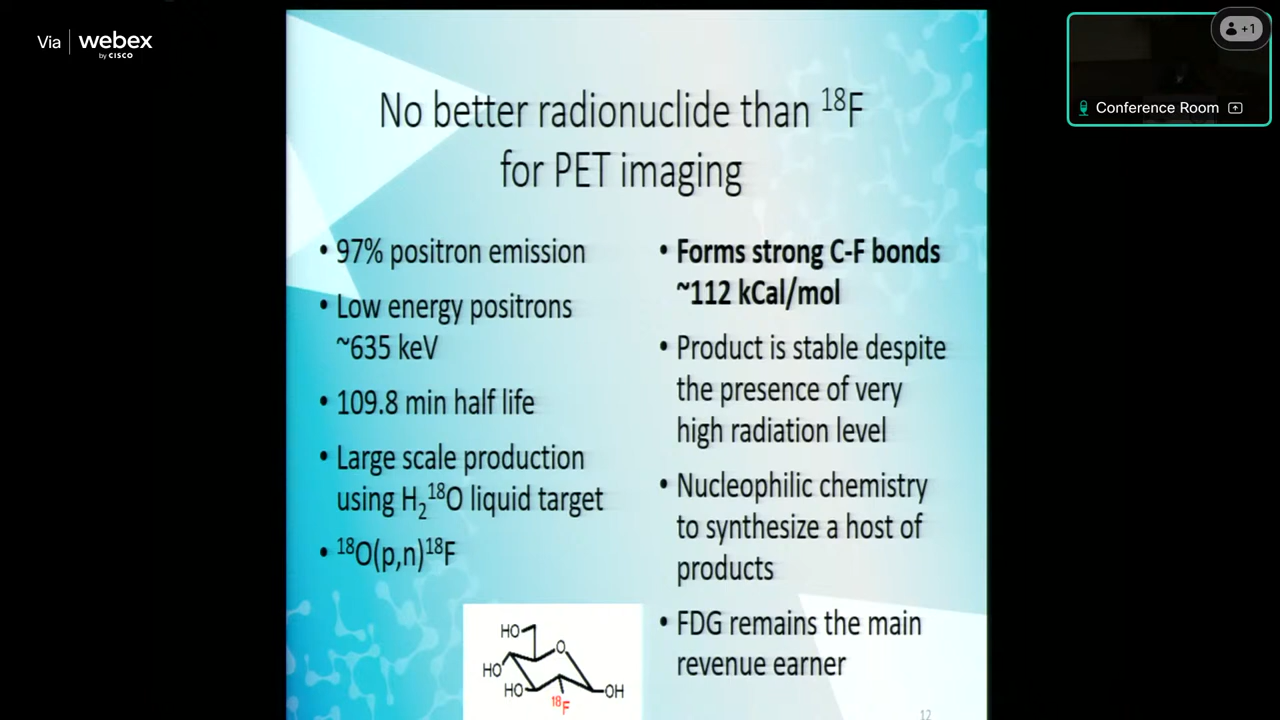 Via webex
by CISCO
+1
Conference Room
No better radionuclide than ¹⁸F
for PET imaging
• 97% positron emission
• Low energy positrons
~635 keV
• 109.8 min half life
• Large scale production
using H₂¹⁸O liquid target
• ¹⁸O(p,n)¹⁸F
• Forms strong C-F bonds
~112 kCal/mol
• Product is stable despite
the presence of very
high radiation level
• Nucleophilic chemistry
to synthesize a host of
products
• FDG remains the main
revenue earner
HO
O
HO
HO
OH
¹⁸F
12